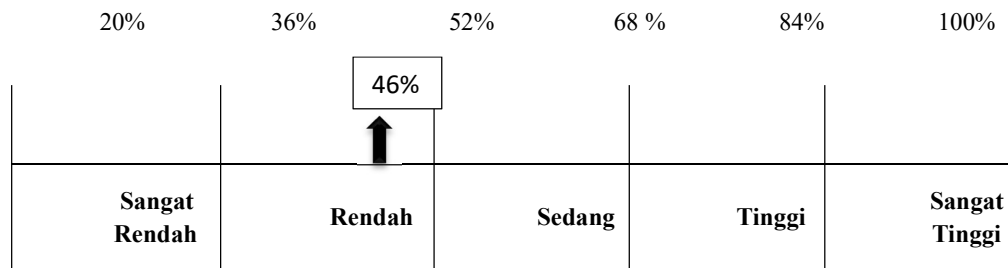 20% 36% 52% 68 % 84% 100%
46%
Sangat Rendah Rendah Sedang Tinggi Sangat Tinggi